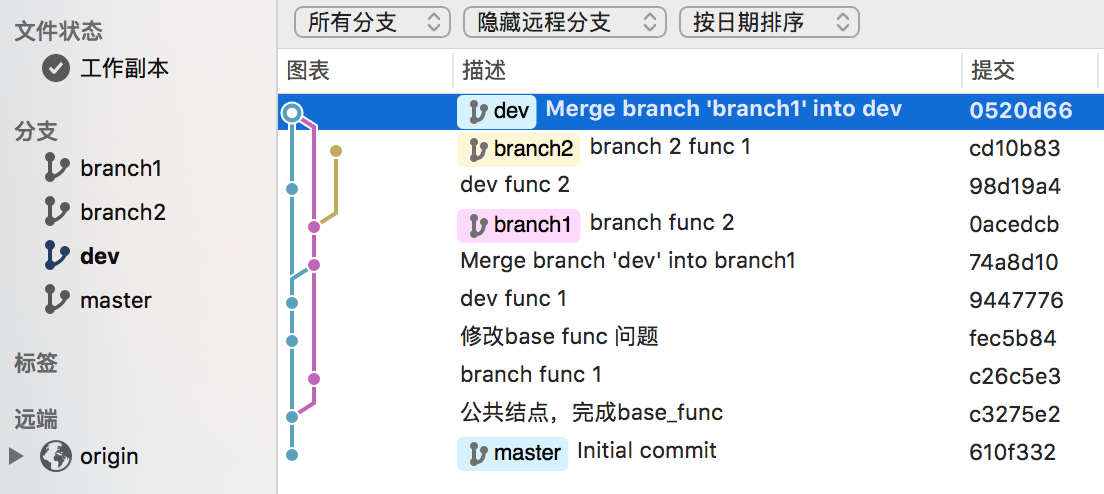 文件状态
工作副本
分支
branch1
branch2
dev
master
标签
远端
origin
所有分支 隐藏远程分支 按日期排序
图表 描述 提交
dev Merge branch 'branch1' into dev 0520d66
branch2 branch 2 func 1 cd10b83
dev func 2 98d19a4
branch1 branch func 2 0acedcb
Merge branch 'dev' into branch1 74a8d10
dev func 1 9447776
修改base func 问题 fec5b84
branch func 1 c26c5e3
公共结点，完成base_func c3275e2
master Initial commit 610f332